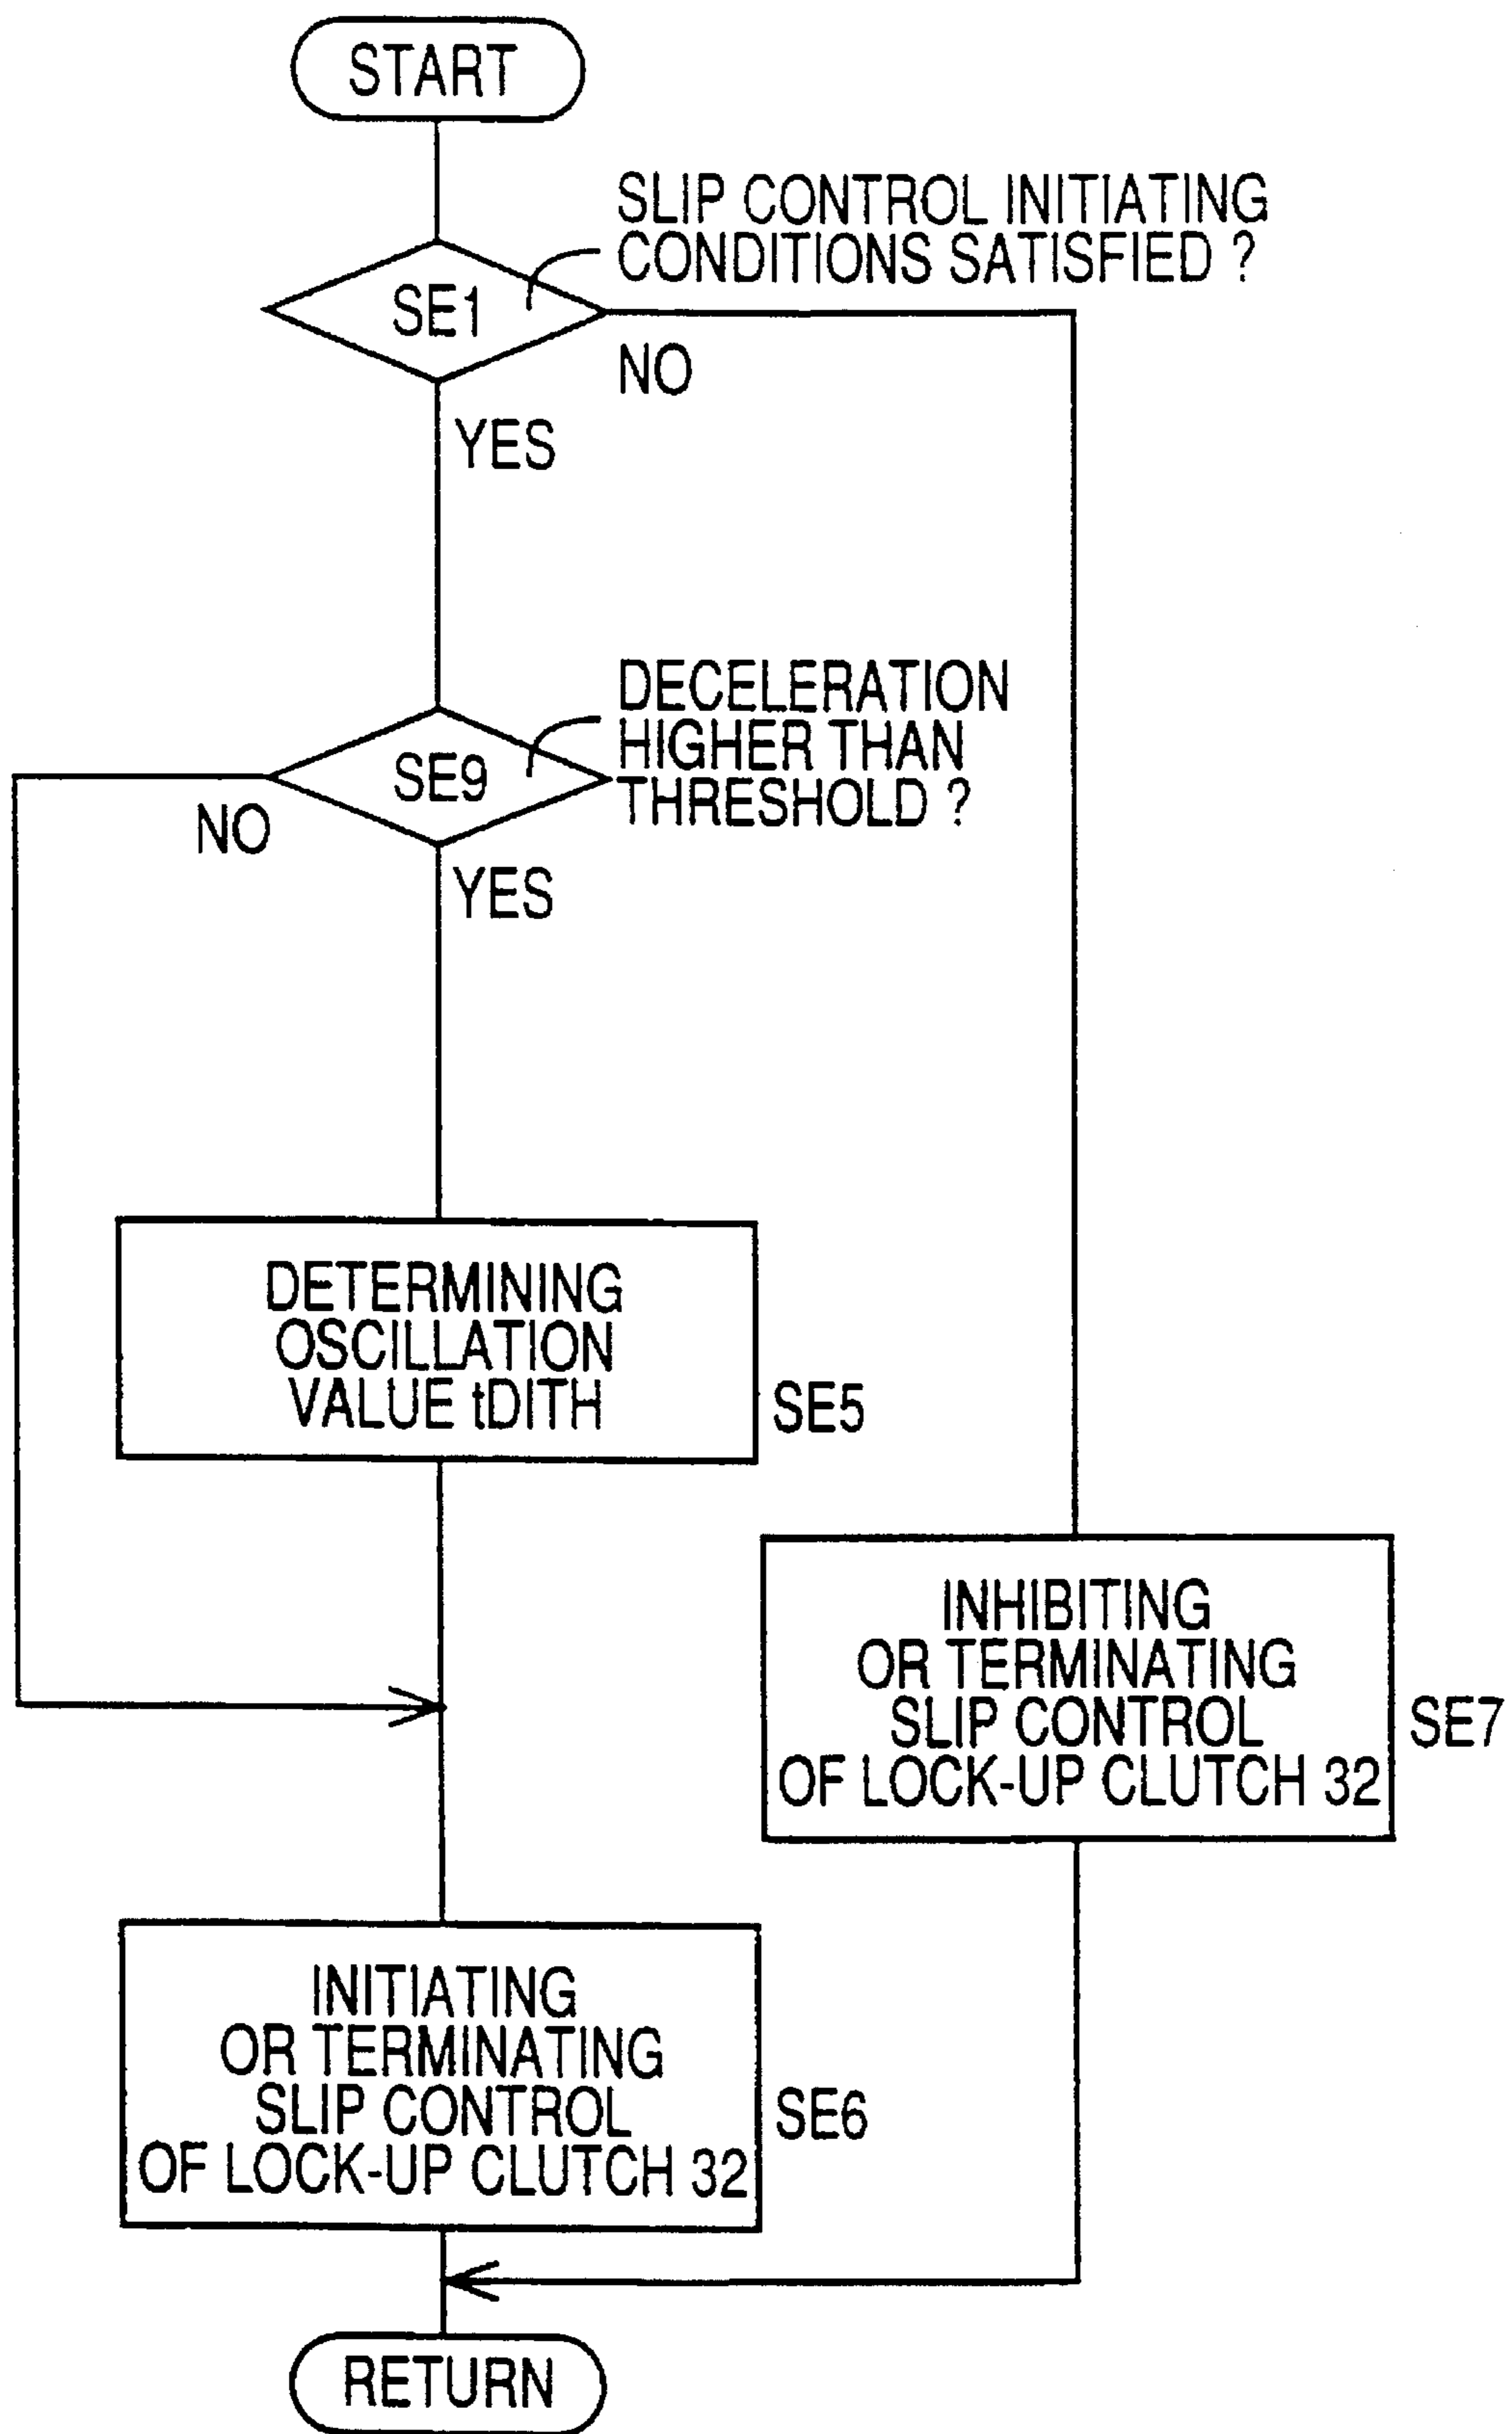 START
SLIP CONTROL INITIATING
CONDITIONS SATISFIED ?
SE1
NO
YES
DECELERATION
HIGHER THAN
THRESHOLD ?
SE9
NO
YES
DETERMINING
OSCILLATION
VALUE tDITH
SE5
INHIBITING
OR TERMINATING
SLIP CONTROL
OF LOCK-UP CLUTCH 32
SE7
INITIATING
OR TERMINATING
SLIP CONTROL
OF LOCK-UP CLUTCH 32
SE6
RETURN